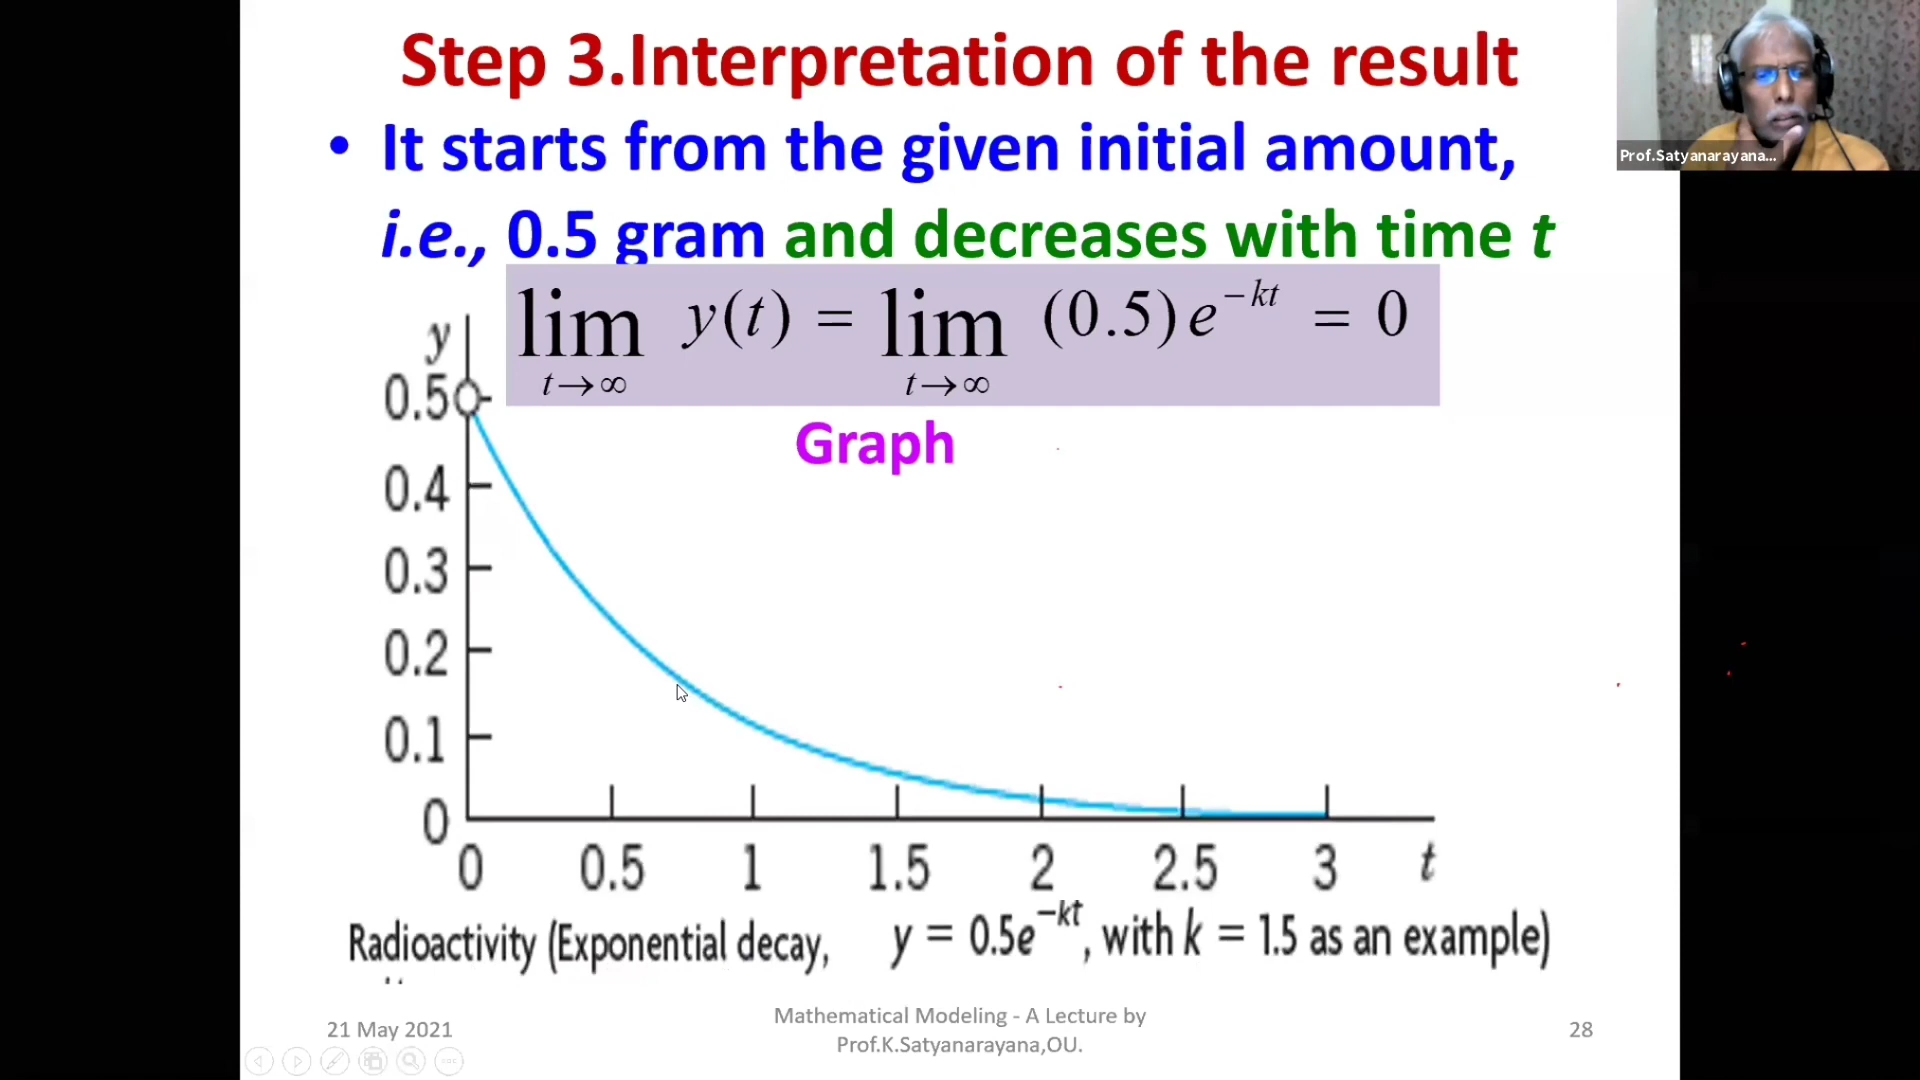 Step 3.Interpretation of the result
• It starts from the given initial amount,
i.e., 0.5 gram and decreases with time t
lim y(t) = lim (0.5) e^{-kt} = 0
t→∞ t→∞
Graph
y
0.5
0.4
0.3
0.2
0.1
0
0 0.5 1 1.5 2 2.5 3 t
Radioactivity (Exponential decay, y = 0.5e^{-kt}, with k = 1.5 as an example)
21 May 2021
Mathematical Modeling - A Lecture by
Prof.K.Satyanarayana,OU.
28
Prof.Satyanarayana...